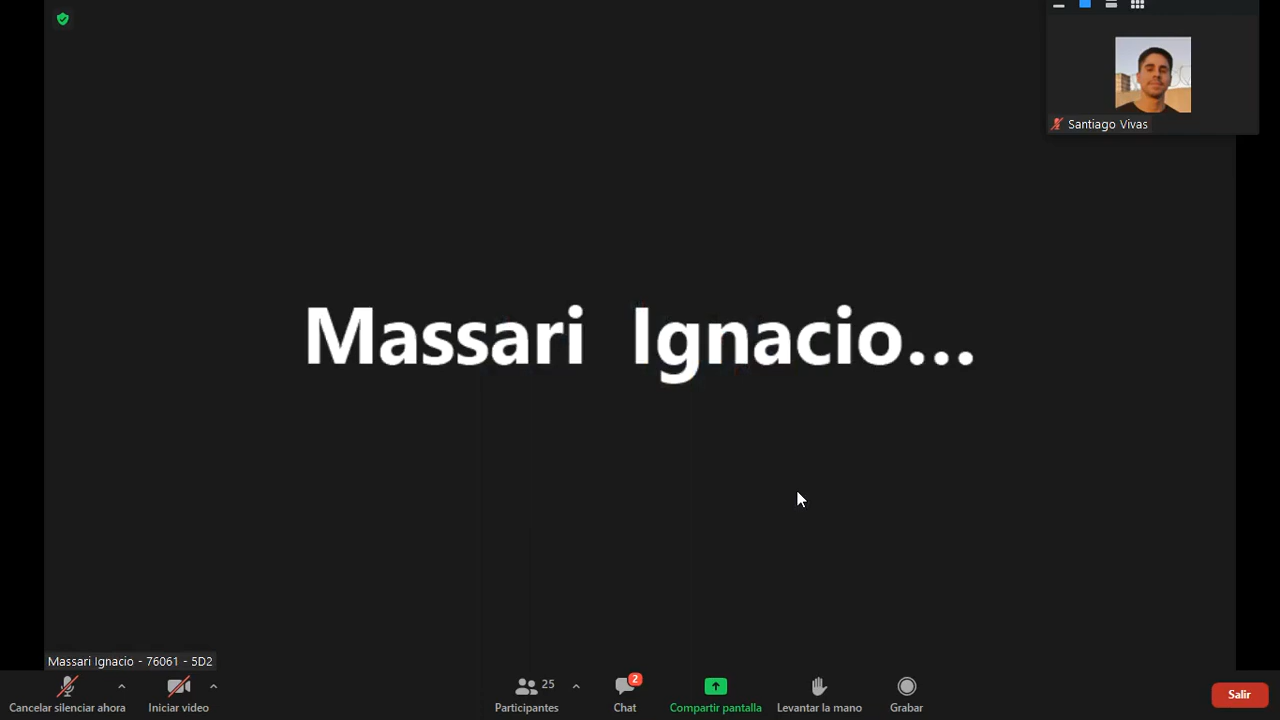 Santiago Vivas
Massari Ignacio...
Massari Ignacio - 76061 - 5D2
Cancelar silenciar ahora
Iniciar video
25
Participantes
2
Chat
Compartir pantalla
Levantar la mano
Grabar
Salir